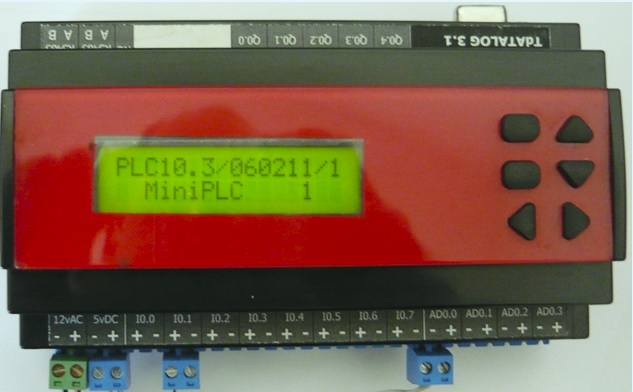 A B A B
RS485 RS485
Q0.0 Q0.1 Q0.2 Q0.3 Q0.4 TdATALOG 3.1
PLC10.3/060211/1
MiniPLC 1
12vAC 5vDC I0.0 I0.1 I0.2 I0.3 I0.4 I0.5 I0.6 I0.7 AD0.0 AD0.1 AD0.2 AD0.3
- + - + - + - + - + - + - + - + - + - + - + - + - + - +